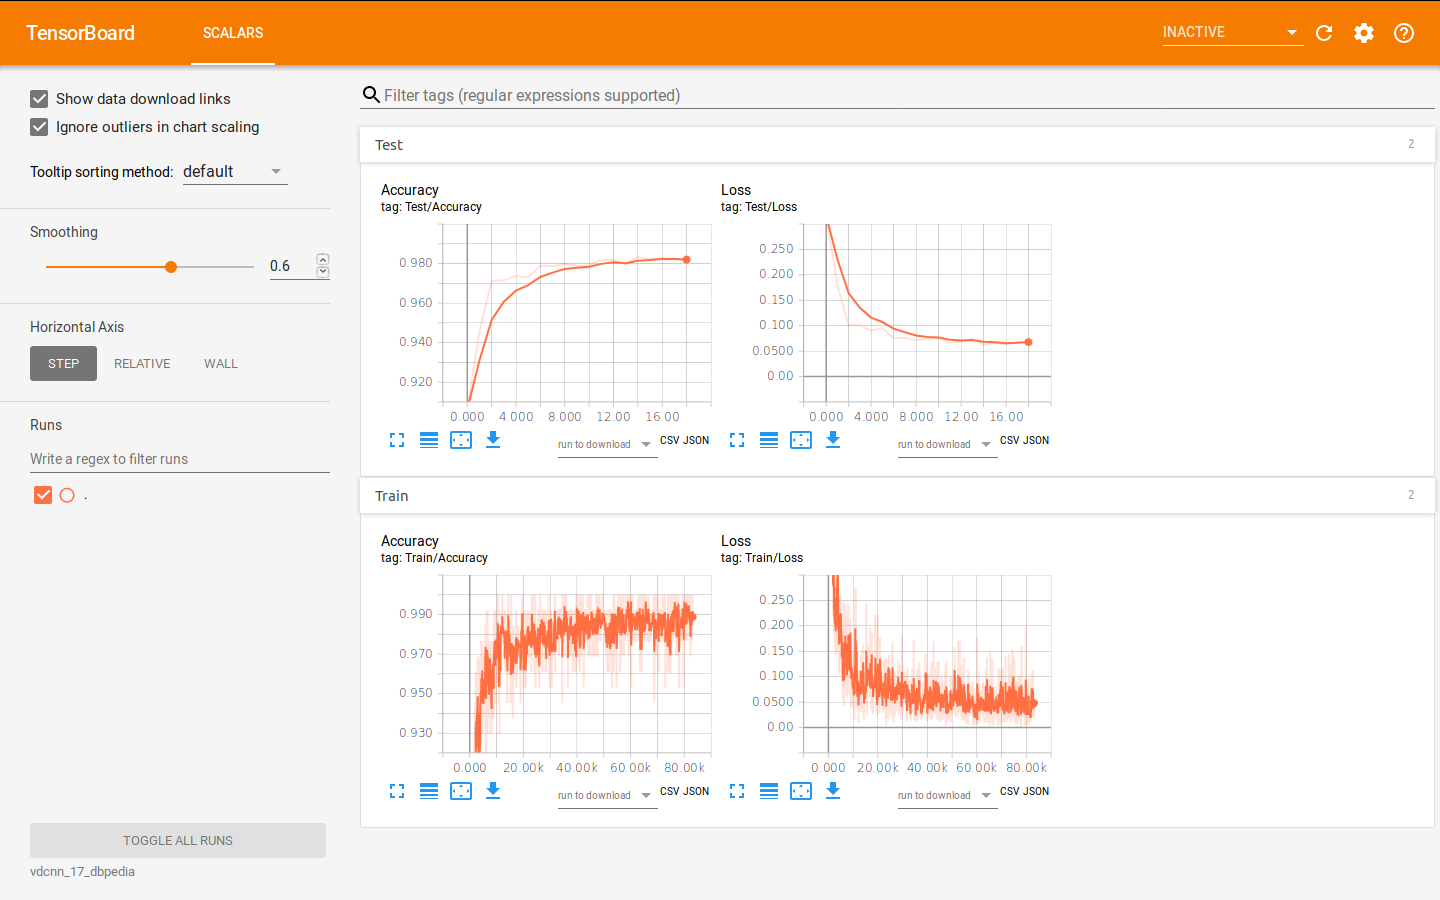 TensorBoard
SCALARS
INACTIVE
Show data download links
Ignore outliers in chart scaling
Tooltip sorting method: default
Smoothing
0.6
Horizontal Axis
STEP RELATIVE WALL
Runs
Write a regex to filter runs
.
TOGGLE ALL RUNS
vdcnn_17_dbpedia
Filter tags (regular expressions supported)
Test 2
Accuracy
tag: Test/Accuracy
0.980
0.960
0.940
0.920
0.000 4.000 8.000 12.00 16.00
run to download CSV JSON
Loss
tag: Test/Loss
0.250
0.200
0.150
0.100
0.0500
0.00
0.000 4.000 8.000 12.00 16.00
run to download CSV JSON
Train 2
Accuracy
tag: Train/Accuracy
0.990
0.970
0.950
0.930
0.000 20.00k 40.00k 60.00k 80.00k
run to download CSV JSON
Loss
tag: Train/Loss
0.250
0.200
0.150
0.100
0.0500
0.00
0.000 20.00k 40.00k 60.00k 80.00k
run to download CSV JSON